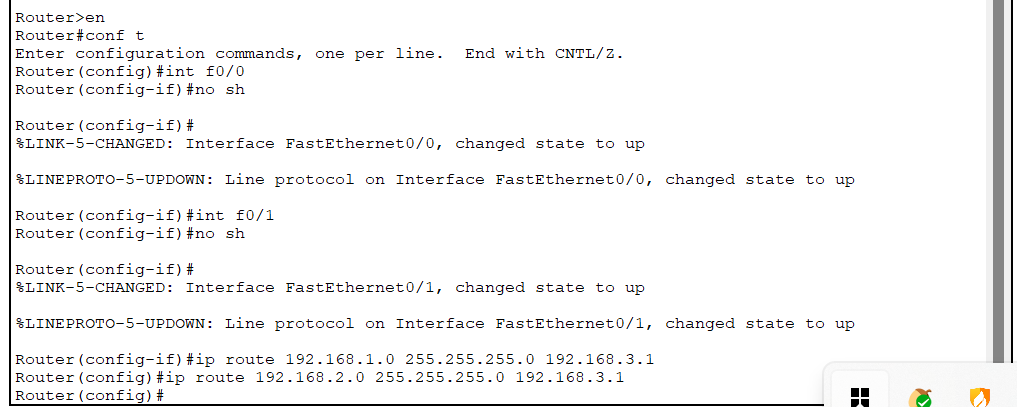 Router>en
Router#conf t
Enter configuration commands, one per line.  End with CNTL/Z.
Router(config)#int f0/0
Router(config-if)#no sh
Router(config-if)#
%LINK-5-CHANGED: Interface FastEthernet0/0, changed state to up
%LINEPROTO-5-UPDOWN: Line protocol on Interface FastEthernet0/0, changed state to up
Router(config-if)#int f0/1
Router(config-if)#no sh
Router(config-if)#
%LINK-5-CHANGED: Interface FastEthernet0/1, changed state to up
%LINEPROTO-5-UPDOWN: Line protocol on Interface FastEthernet0/1, changed state to up
Router(config-if)#ip route 192.168.1.0 255.255.255.0 192.168.3.1
Router(config)#ip route 192.168.2.0 255.255.255.0 192.168.3.1
Router(config)#